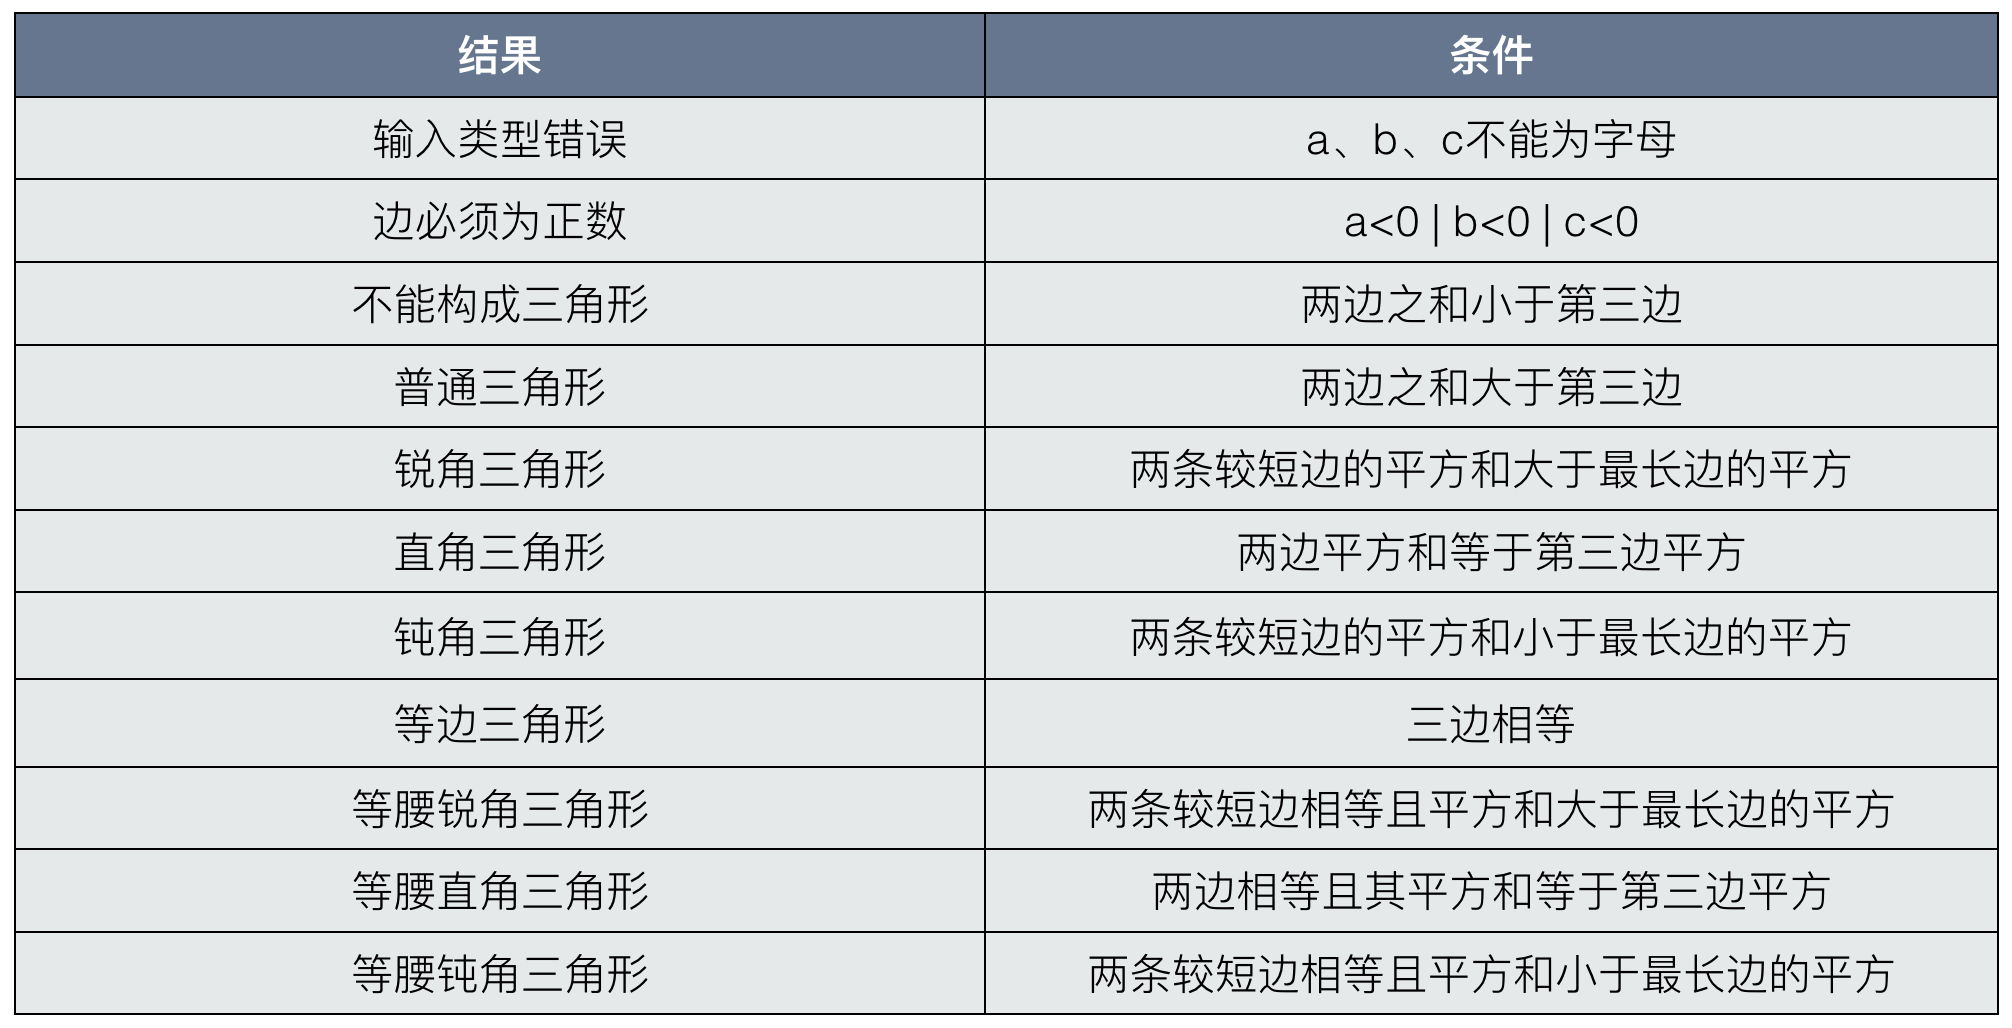 结果 条件
输入类型错误 a、b、c不能为字母
边必须为正数 a<0 | b<0 | c<0
不能构成三角形 两边之和小于第三边
普通三角形 两边之和大于第三边
锐角三角形 两条较短边的平方和大于最长边的平方
直角三角形 两边平方和等于第三边平方
钝角三角形 两条较短边的平方和小于最长边的平方
等边三角形 三边相等
等腰锐角三角形 两条较短边相等且平方和大于最长边的平方
等腰直角三角形 两边相等且其平方和等于第三边平方
等腰钝角三角形 两条较短边相等且平方和小于最长边的平方